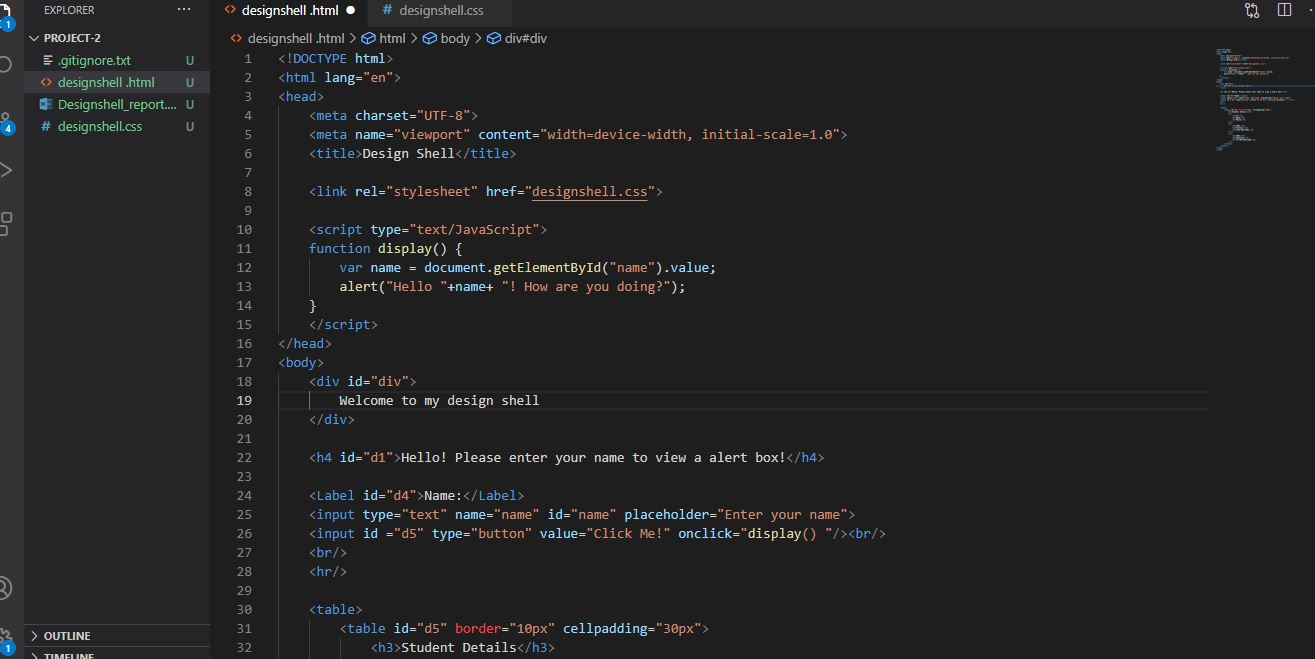 EXPLORER ···
PROJECT-2
.gitignore.txt U
designshell .html U
Designshell_report.... U
designshell.css U
OUTLINE
TIMELINE
1
4
1
designshell .html
designshell.css
designshell .html > html > body > div#div
1 <!DOCTYPE html>
2 <html lang="en">
3 <head>
4 <meta charset="UTF-8">
5 <meta name="viewport" content="width=device-width, initial-scale=1.0">
6 <title>Design Shell</title>
7
8 <link rel="stylesheet" href="designshell.css">
9
10 <script type="text/JavaScript">
11 function display() {
12 var name = document.getElementById("name").value;
13 alert("Hello "+name+ "! How are you doing?");
14 }
15 </script>
16 </head>
17 <body>
18 <div id="div">
19 Welcome to my design shell
20 </div>
21
22 <h4 id="d1">Hello! Please enter your name to view a alert box!</h4>
23
24 <Label id="d4">Name:</Label>
25 <input type="text" name="name" id="name" placeholder="Enter your name">
26 <input id ="d5" type="button" value="Click Me!" onclick="display() "/><br/>
27 <br/>
28 <hr/>
29
30 <table>
31 <table id="d5" border="10px" cellpadding="30px">
32 <h3>Student Details</h3>